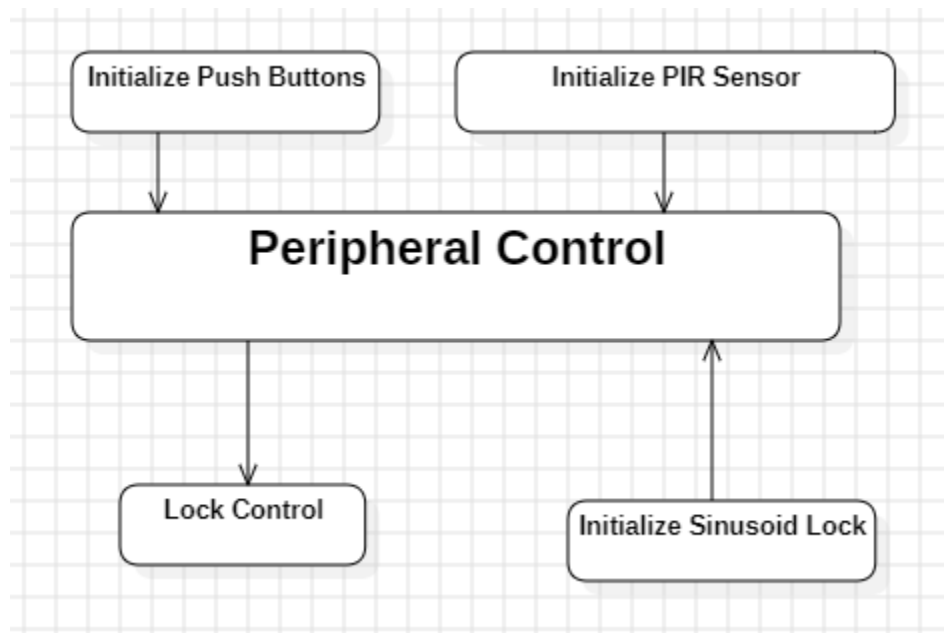 Initialize Push Buttons
Initialize PIR Sensor
Peripheral Control
Lock Control
Initialize Sinusoid Lock